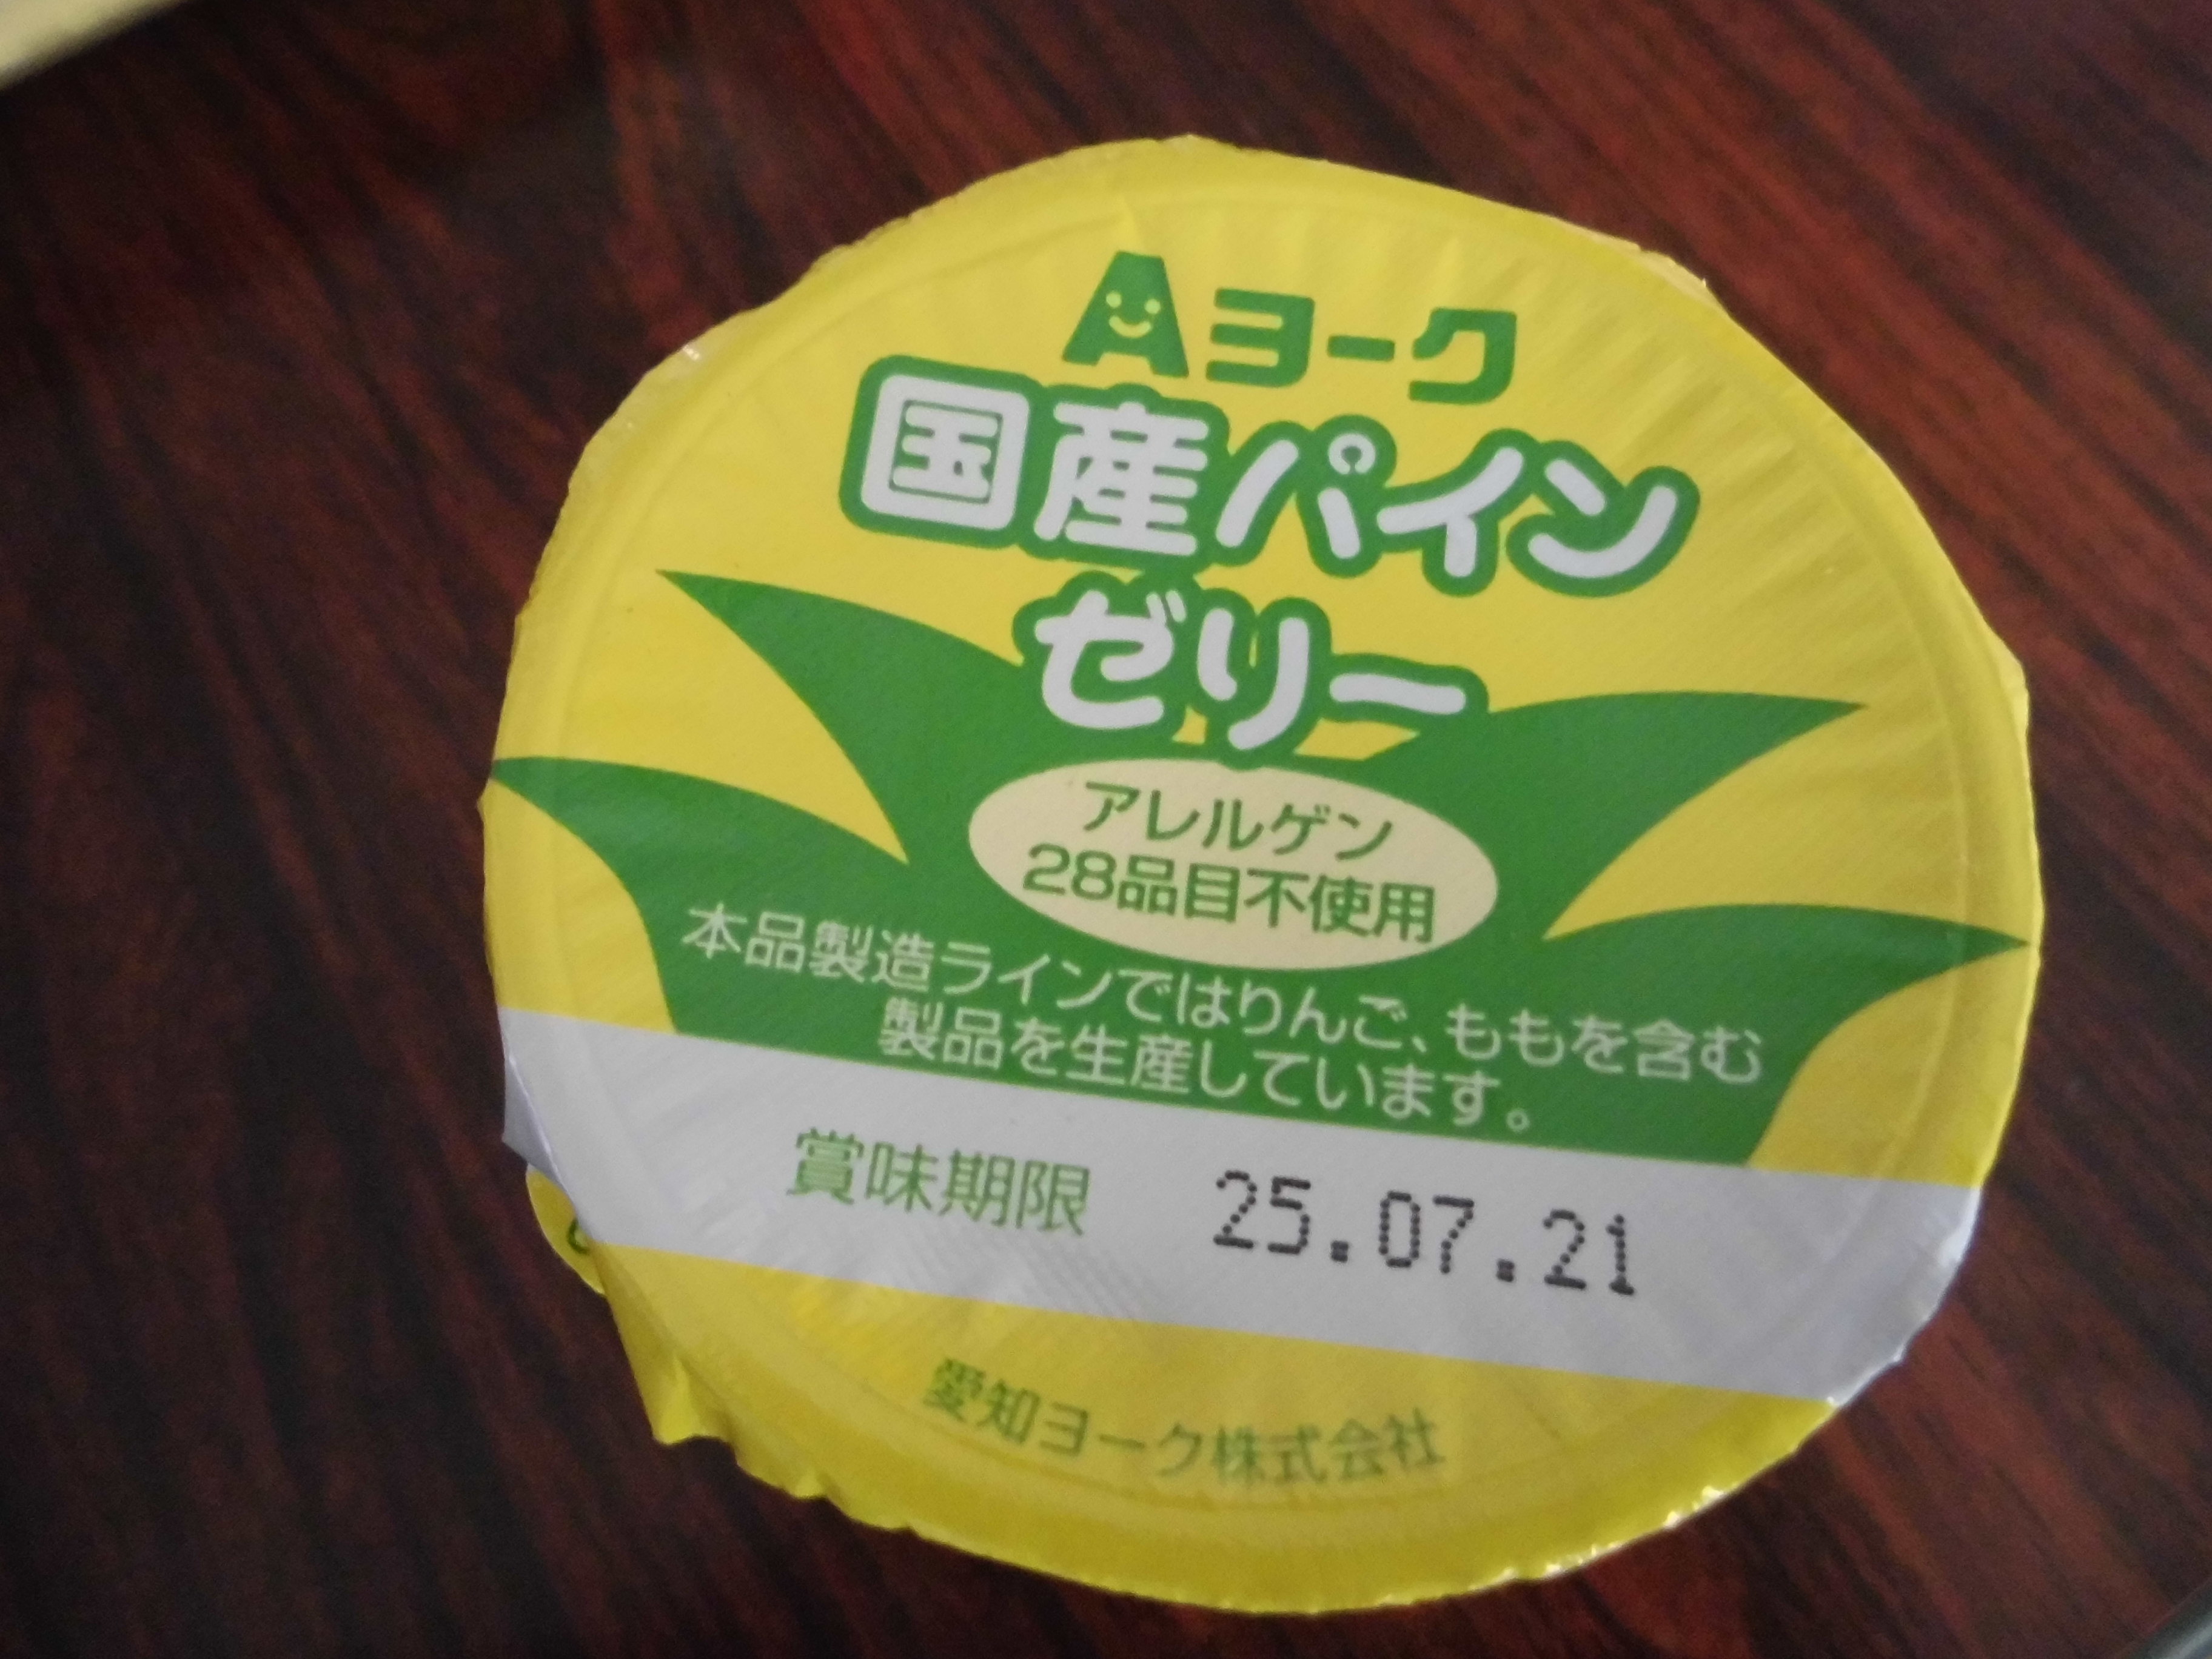 Aヨーク
国産パイン
ゼリー
アレルゲン
28品目不使用
本品製造ラインではりんご、ももを含む
製品を生産しています。
賞味期限 25.07.21
愛知ヨーク株式会社